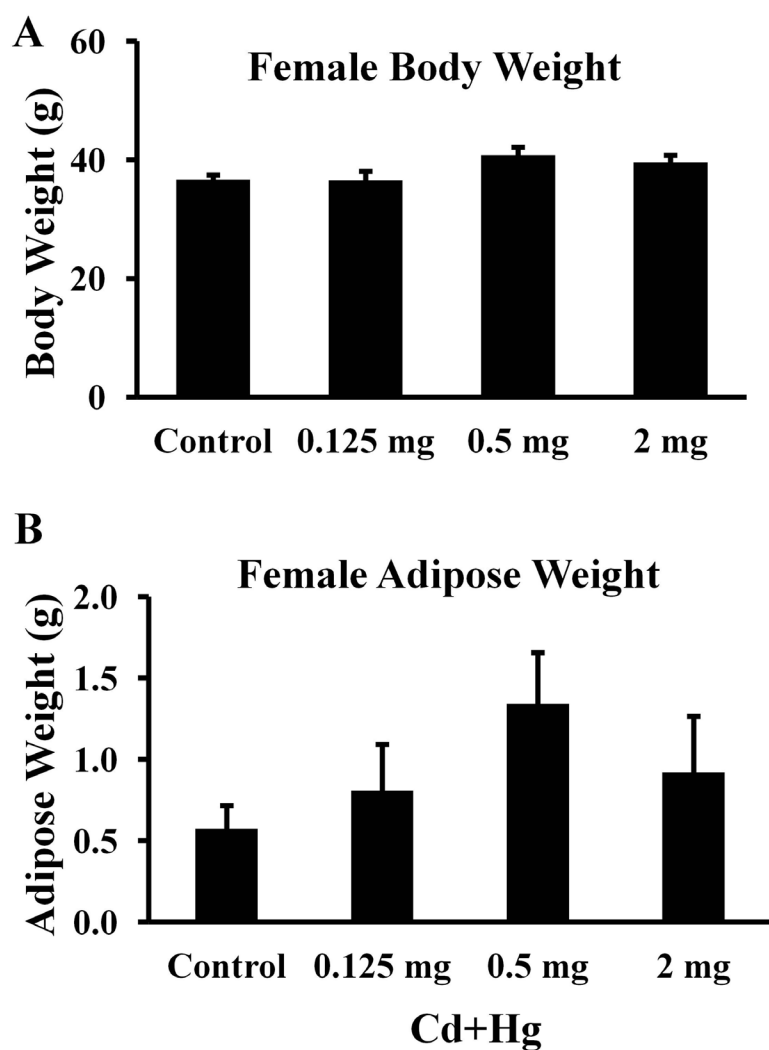 A
Female Body Weight
Body Weight (g)
60
40
20
0
Control 0.125 mg 0.5 mg 2 mg
B
Female Adipose Weight
Adipose Weight (g)
2.0
1.5
1.0
0.5
0.0
Control 0.125 mg 0.5 mg 2 mg
Cd+Hg